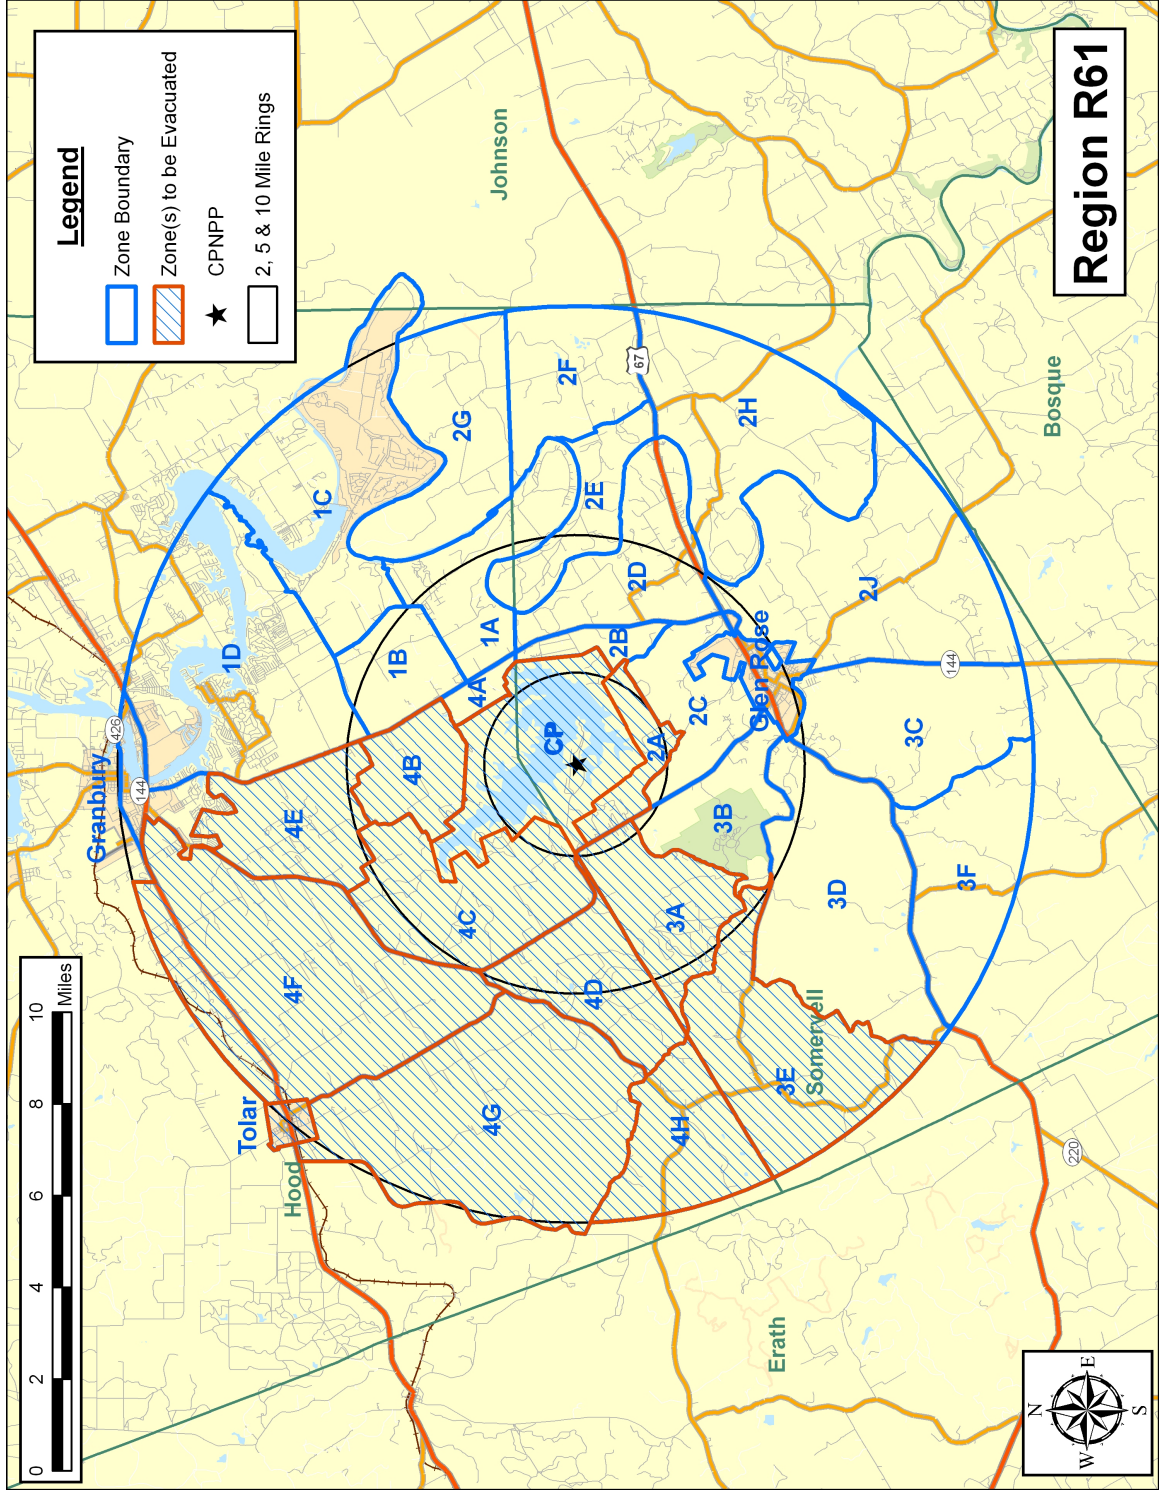 Legend
Zone Boundary
Zone(s) to be Evacuated
CPNPP
2, 5 & 10 Mile Rings
Region R61
0 2 4 6 8 10
Miles
N
E
S
W
Granbury
Tolar
Glen Rose
Hood
Johnson
Bosque
Somervell
Erath
CP
1A
1B
1C
1D
2A
2B
2C
2D
2E
2F
2G
2H
2J
3A
3B
3C
3D
3E
3F
4A
4B
4C
4D
4E
4F
4G
4H
426
144
67
144
220